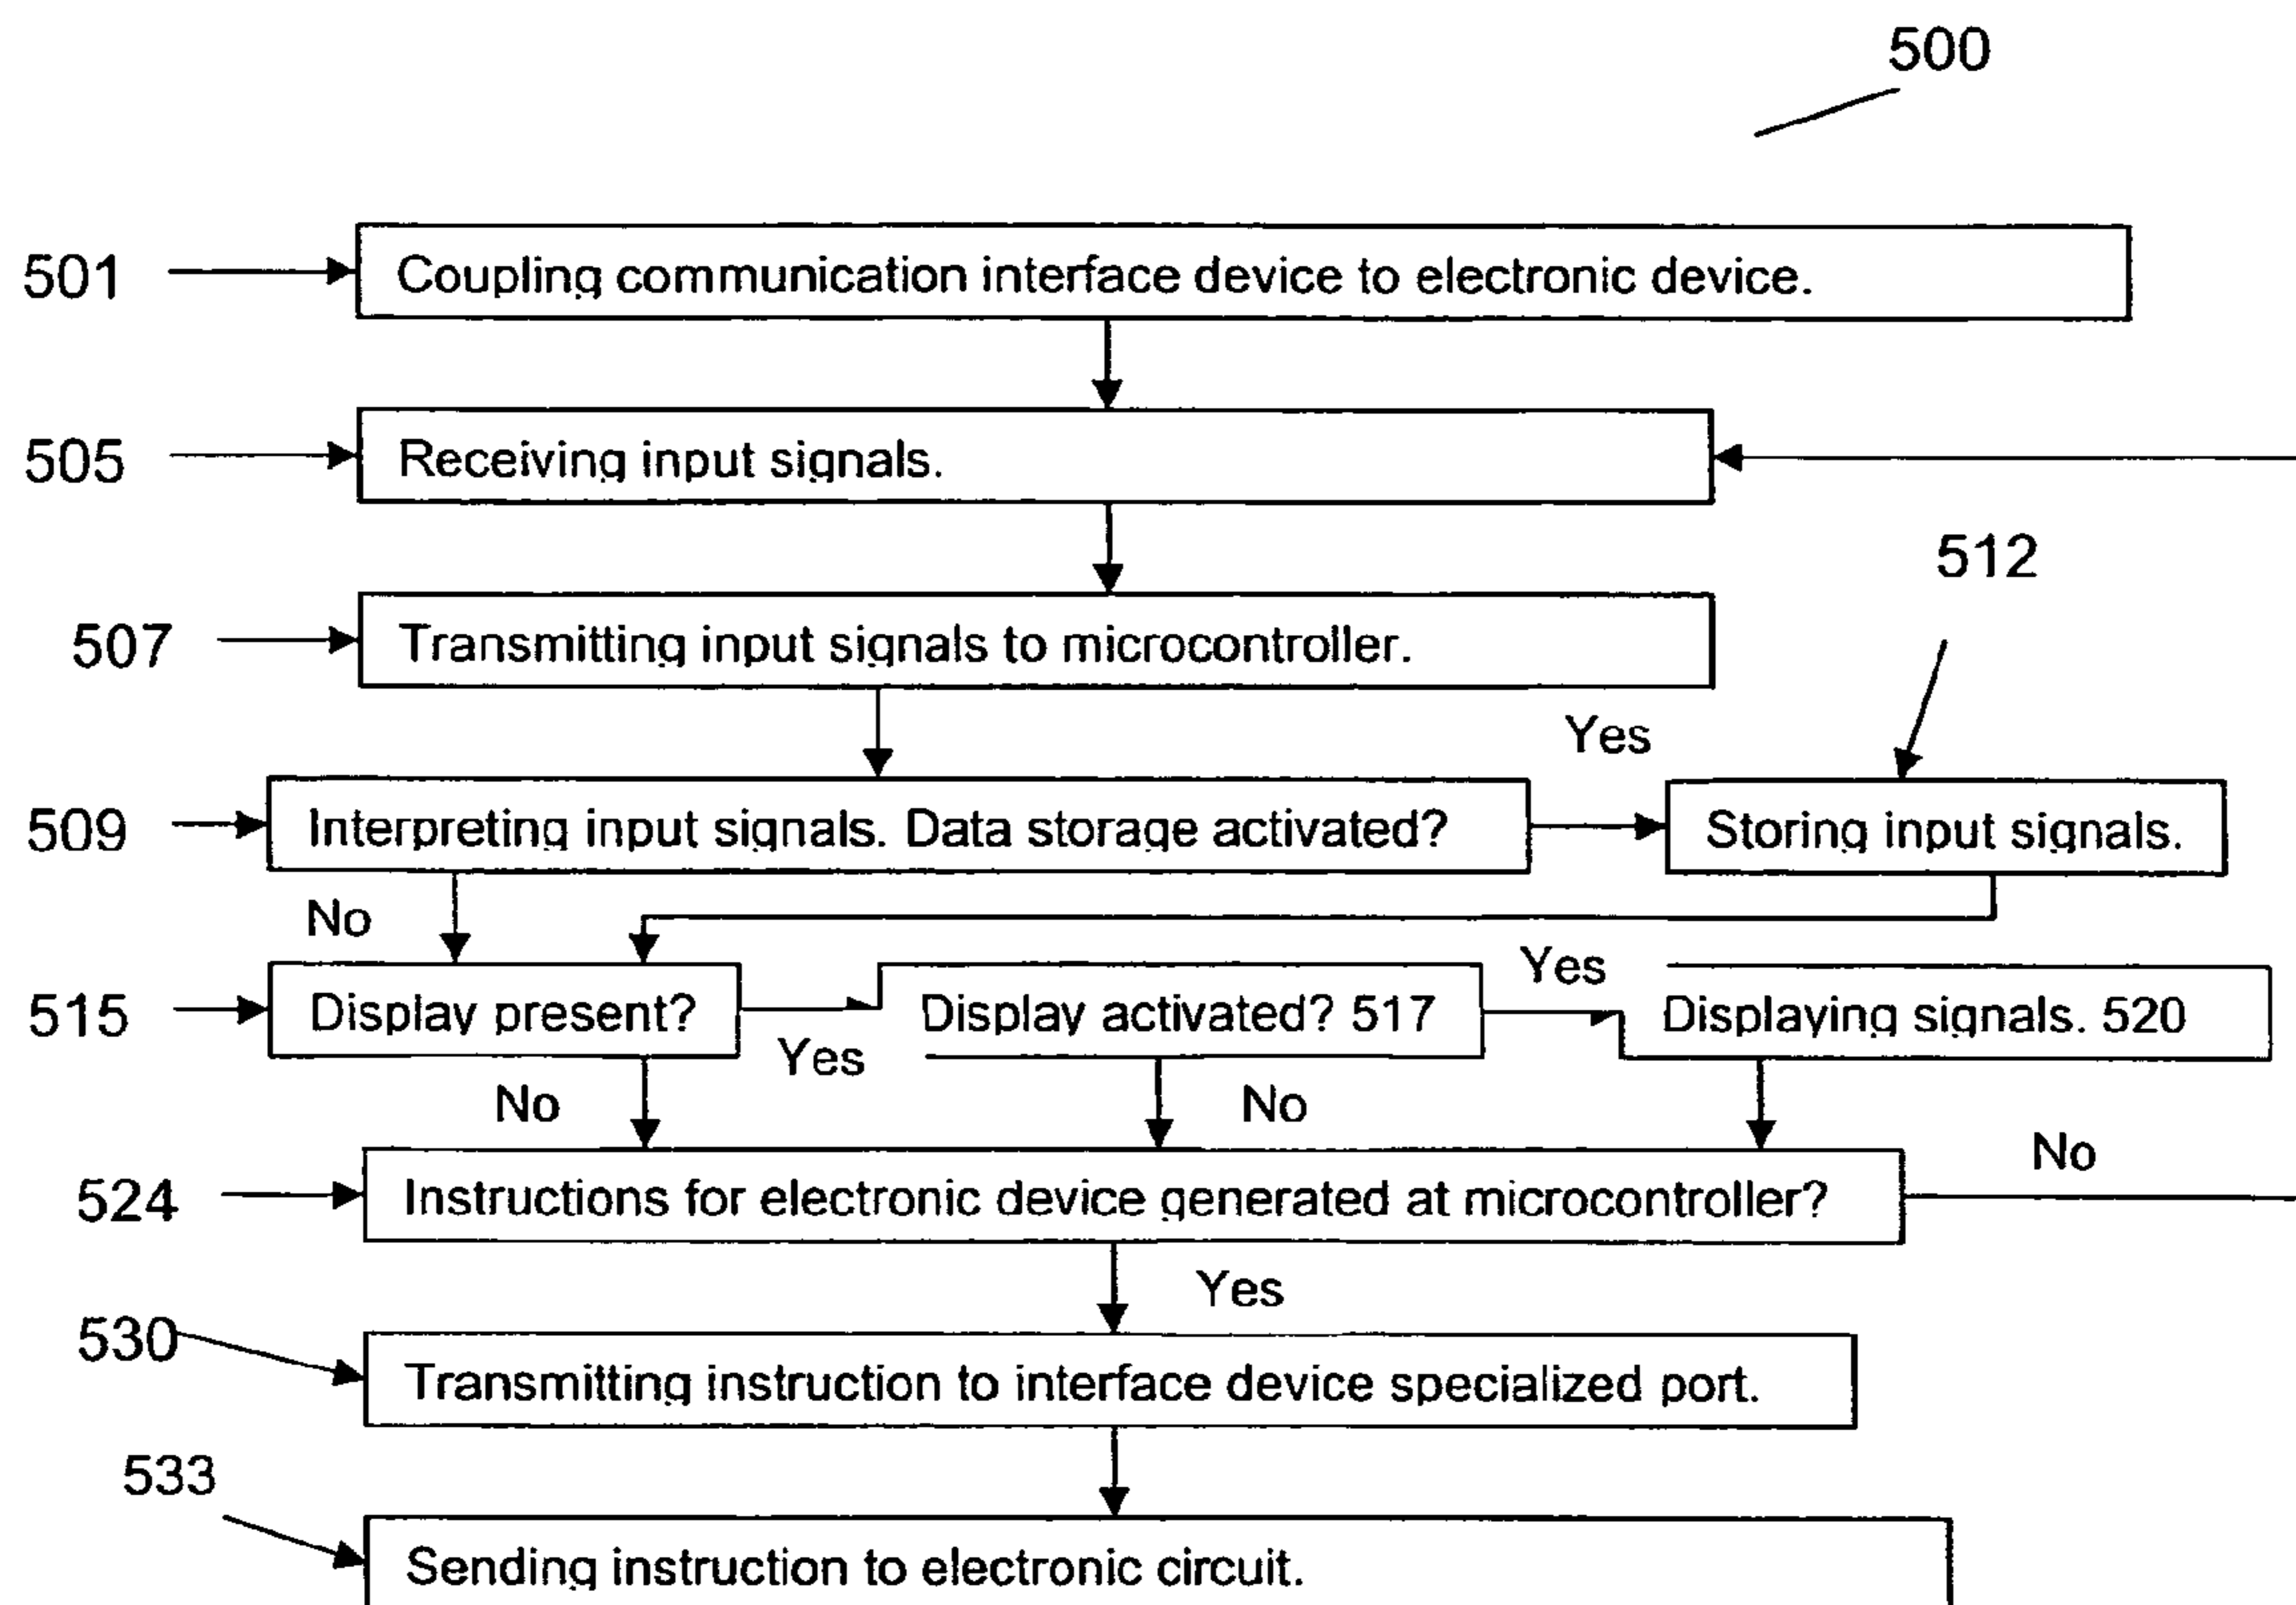 500
501
Coupling communication interface device to electronic device.
505
Receiving input signals.
512
507
Transmitting input signals to microcontroller.
Yes
509
Interpreting input signals. Data storage activated?
Storing input signals.
No
515
Display present?
Yes
Display activated? 517
Yes
Displaying signals. 520
No
No
No
524
Instructions for electronic device generated at microcontroller?
Yes
530
Transmitting instruction to interface device specialized port.
533
Sending instruction to electronic circuit.